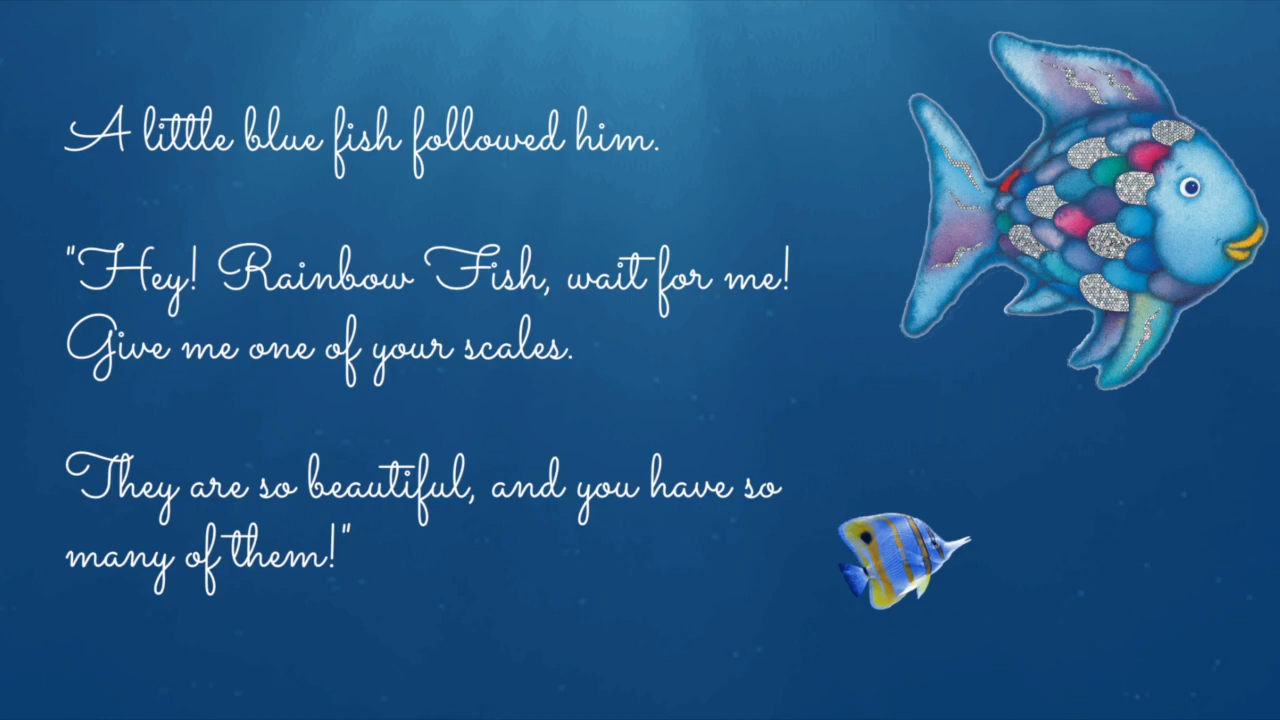 A little blue fish followed him.
"Hey! Rainbow Fish, wait for me!
Give me one of your scales.
They are so beautiful, and you have so
many of them!"